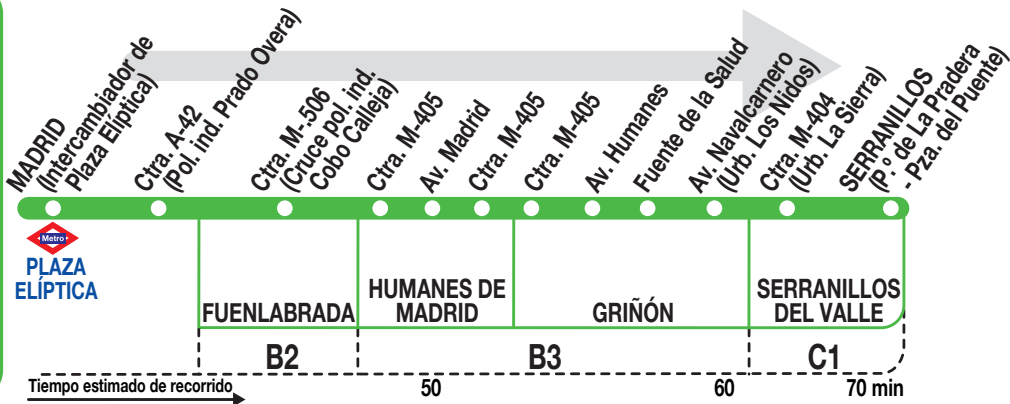 MADRID
(Intercambiador de
Plaza Elíptica)
Ctra. A-42
(Pol. ind. Prado Overa)
Ctra. M-.506
(Cruce pol. ind.
Cobo Calleja)
Ctra. M-405
Av. Madrid
Ctra. M-405
Ctra. M-405
Av. Humanes
Fuente de la Salud
Av. Navalcarnero
(Urb. Los Nidos)
Ctra. M-404
(Urb. La Sierra)
SERRANILLOS
(P.º de La Pradera
- Pza. del Puente)
Metro
PLAZA
ELÍPTICA
FUENLABRADA
HUMANES DE
MADRID
GRIÑÓN
SERRANILLOS
DEL VALLE
B2
B3
C1
Tiempo estimado de recorrido
50
60
70 min